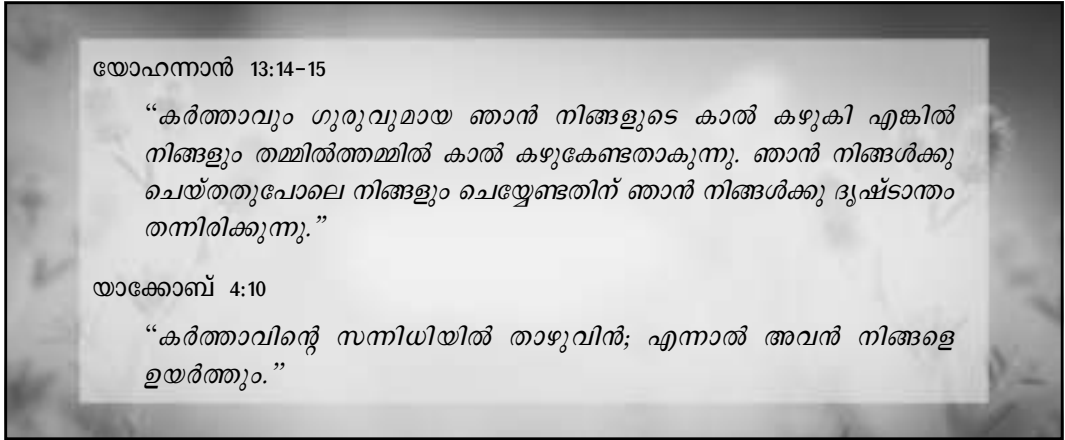 യോഹന്നാൻ 13:14-15
“കർത്താവും ഗുരുവുമായ ഞാൻ നിങ്ങളുടെ കാൽ കഴുകി എങ്കിൽ
നിങ്ങളും തമ്മിൽത്തമ്മിൽ കാൽ കഴുകേണ്ടതാകുന്നു. ഞാൻ നിങ്ങൾക്കു
ചെയ്തതുപോലെ നിങ്ങളും ചെയ്യേണ്ടതിന് ഞാൻ നിങ്ങൾക്കു ദൃഷ്ടാന്തം
തന്നിരിക്കുന്നു.”
യാക്കോബ് 4:10
“കർത്താവിന്റെ സന്നിധിയിൽ താഴുവിൻ; എന്നാൽ അവൻ നിങ്ങളെ
ഉയർത്തും.”